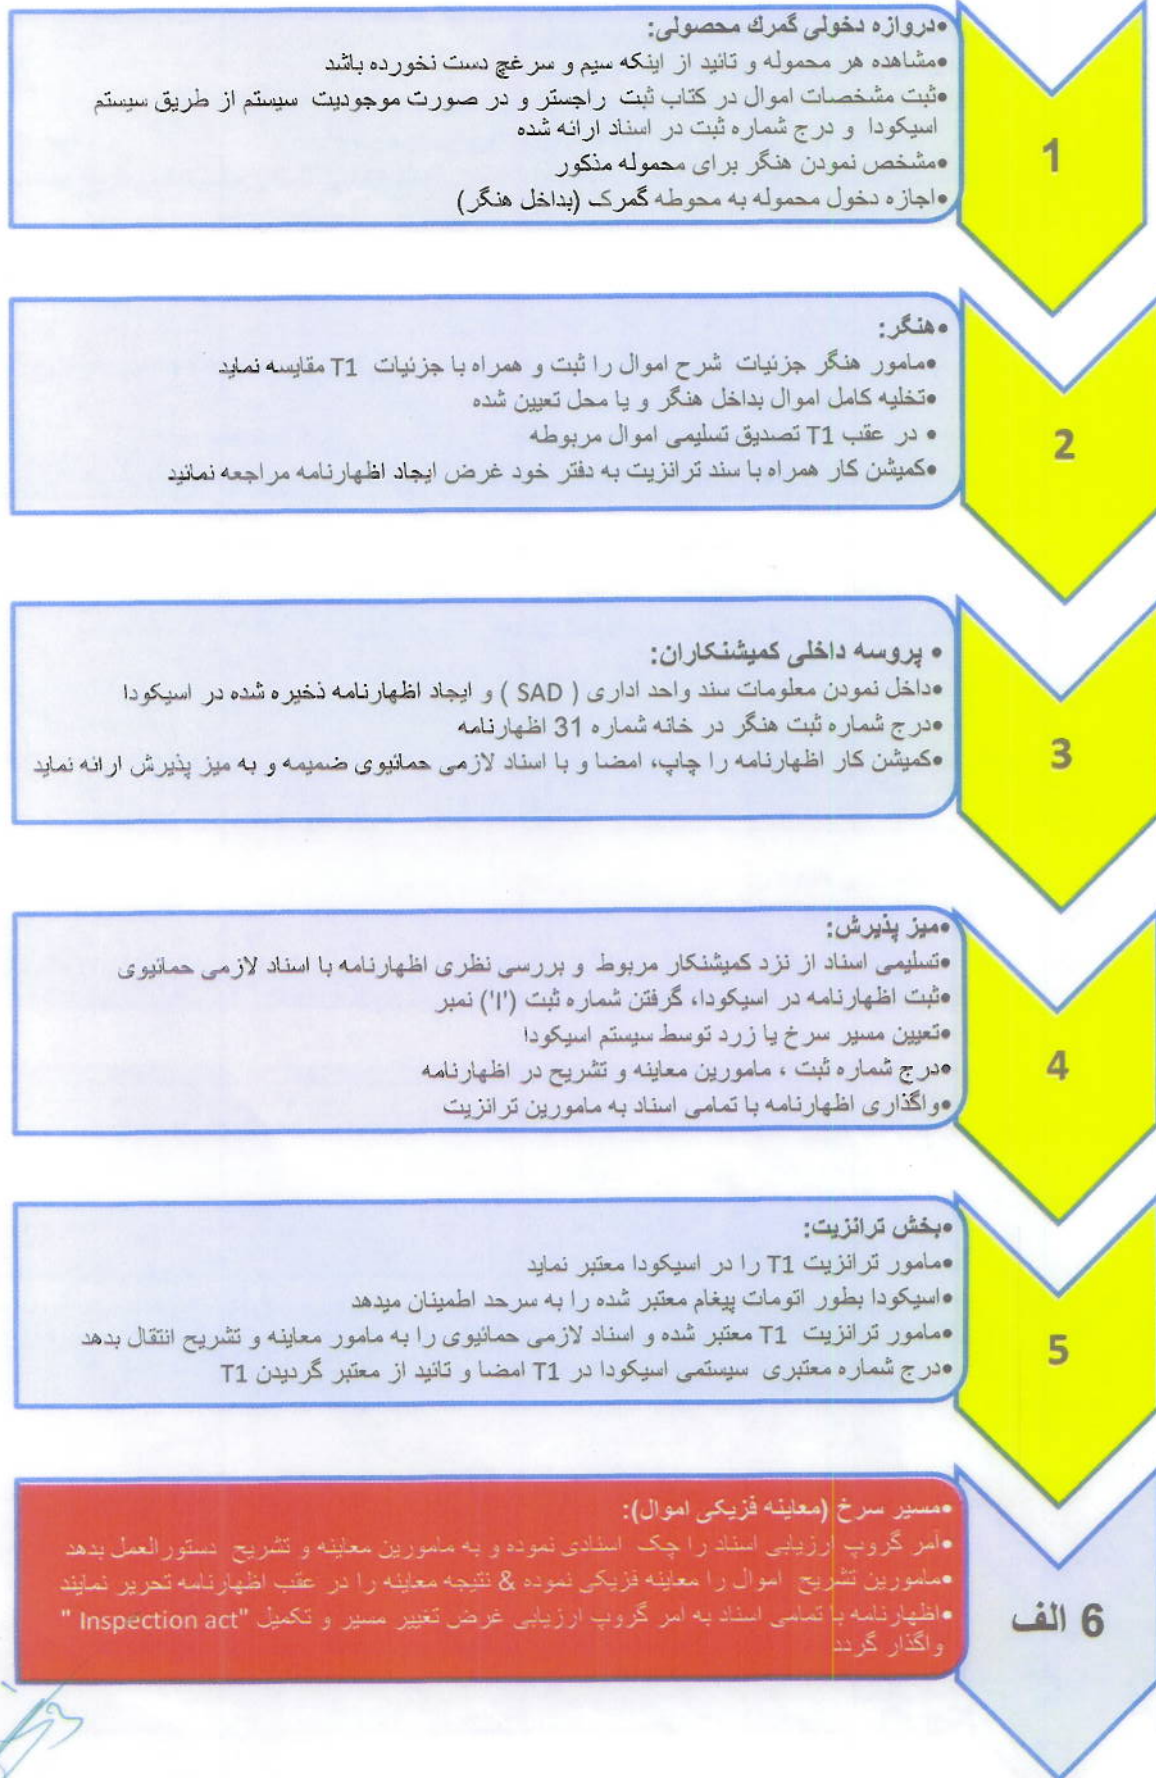 •دروازه دخولی گمرك محصولی:
•مشاهده هر محموله و تائید از اینکه سیم و سرغچ دست نخورده باشد
•ثبت مشخصات اموال در کتاب ثبت راجستر و در صورت موجودیت سیستم از طریق سیستم
اسیکودا و درج شماره ثبت در اسناد ارائه شده
•مشخص نمودن هنگر برای محموله مذکور
•اجازه دخول محموله به محوطه گمرک (بداخل هنگر)
1
•هنگر:
•مامور هنگر جزئیات شرح اموال را ثبت و همراه با جزئیات T1 مقایسه نماید
•تخلیه کامل اموال بداخل هنگر و یا محل تعیین شده
• در عقب T1 تصدیق تسلیمی اموال مربوطه
•کمیشن کار همراه با سند ترانزیت به دفتر خود غرض ایجاد اظهارنامه مراجعه نمائید
2
• پروسه داخلی کمیشنکاران:
•داخل نمودن معلومات سند واحد اداری ( SAD ) و ایجاد اظهارنامه ذخیره شده در اسیکودا
•درج شماره ثبت هنگر در خانه شماره 31 اظهارنامه
•کمیشن کار اظهارنامه را چاپ، امضا و با اسناد لازمی حمائیوی ضمیمه و به میز پذیرش ارائه نماید
3
•میز پذیرش:
•تسلیمی اسناد از نزد کمیشنکار مربوط و بررسی نظری اظهارنامه با اسناد لازمی حمائیوی
•ثبت اظهارنامه در اسیکودا، گرفتن شماره ثبت ('I') نمبر
•تعیین مسیر سرخ یا زرد توسط سیستم اسیکودا
•درج شماره ثبت ، مامورین معاینه و تشریح در اظهارنامه
•واگذاری اظهارنامه با تمامی اسناد به مامورین ترانزیت
4
•بخش ترانزیت:
•مامور ترانزیت T1 را در اسیکودا معتبر نماید
•اسیکودا بطور اتومات پیغام معتبر شده را به سرحد اطمینان میدهد
•مامور ترانزیت T1 معتبر شده و اسناد لازمی حمائیوی را به مامور معاینه و تشریح انتقال بدهد
•درج شماره معتبری سیستمی اسیکودا در T1 امضا و تائید از معتبر گردیدن T1
5
•مسیر سرخ (معاینه فزیکی اموال):
•آمر گروپ ارزیابی اسناد را چک اسنادی نموده و به مامورین معاینه و تشریح دستورالعمل بدهد
•مامورین تشریح اموال را معاینه فزیکی نموده & نتیجه معاینه را در عقب اظهارنامه تحریر نمایند
•اظهارنامه با تمامی اسناد به امر گروپ ارزیابی غرض تغییر مسیر و تکمیل "Inspection act "
واگذار گردد
6 الف